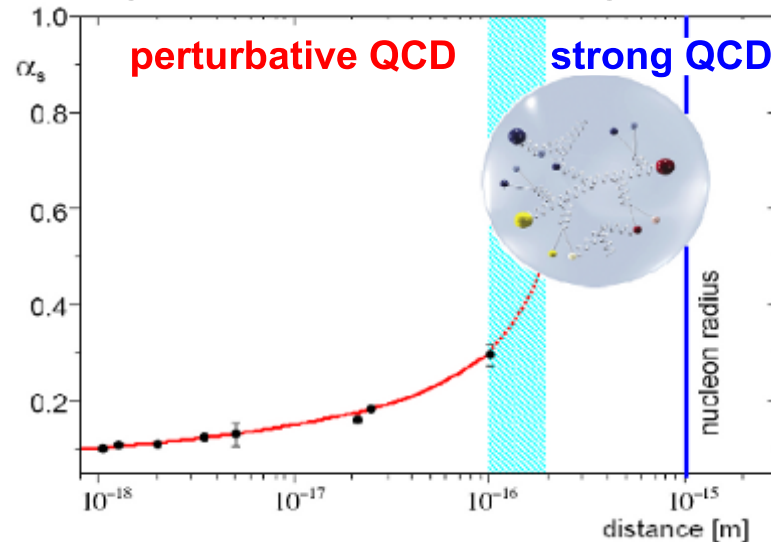 1.0
perturbative QCD
strong QCD
αs
0.8
0.6
0.4
0.2
nucleon radius
10⁻¹⁸
10⁻¹⁷
10⁻¹⁶
10⁻¹⁵
distance [m]